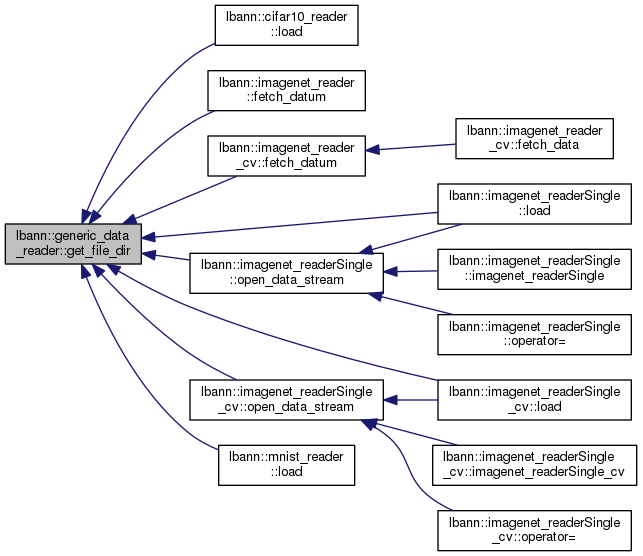 lbann::cifar10_reader
::load
lbann::imagenet_reader
::fetch_datum
lbann::imagenet_reader
_cv::fetch_datum
lbann::imagenet_reader
_cv::fetch_data
lbann::generic_data
_reader::get_file_dir
lbann::imagenet_readerSingle
::load
lbann::imagenet_readerSingle
::open_data_stream
lbann::imagenet_readerSingle
::imagenet_readerSingle
lbann::imagenet_readerSingle
::operator=
lbann::imagenet_readerSingle
_cv::open_data_stream
lbann::imagenet_readerSingle
_cv::load
lbann::mnist_reader
::load
lbann::imagenet_readerSingle
_cv::imagenet_readerSingle_cv
lbann::imagenet_readerSingle
_cv::operator=